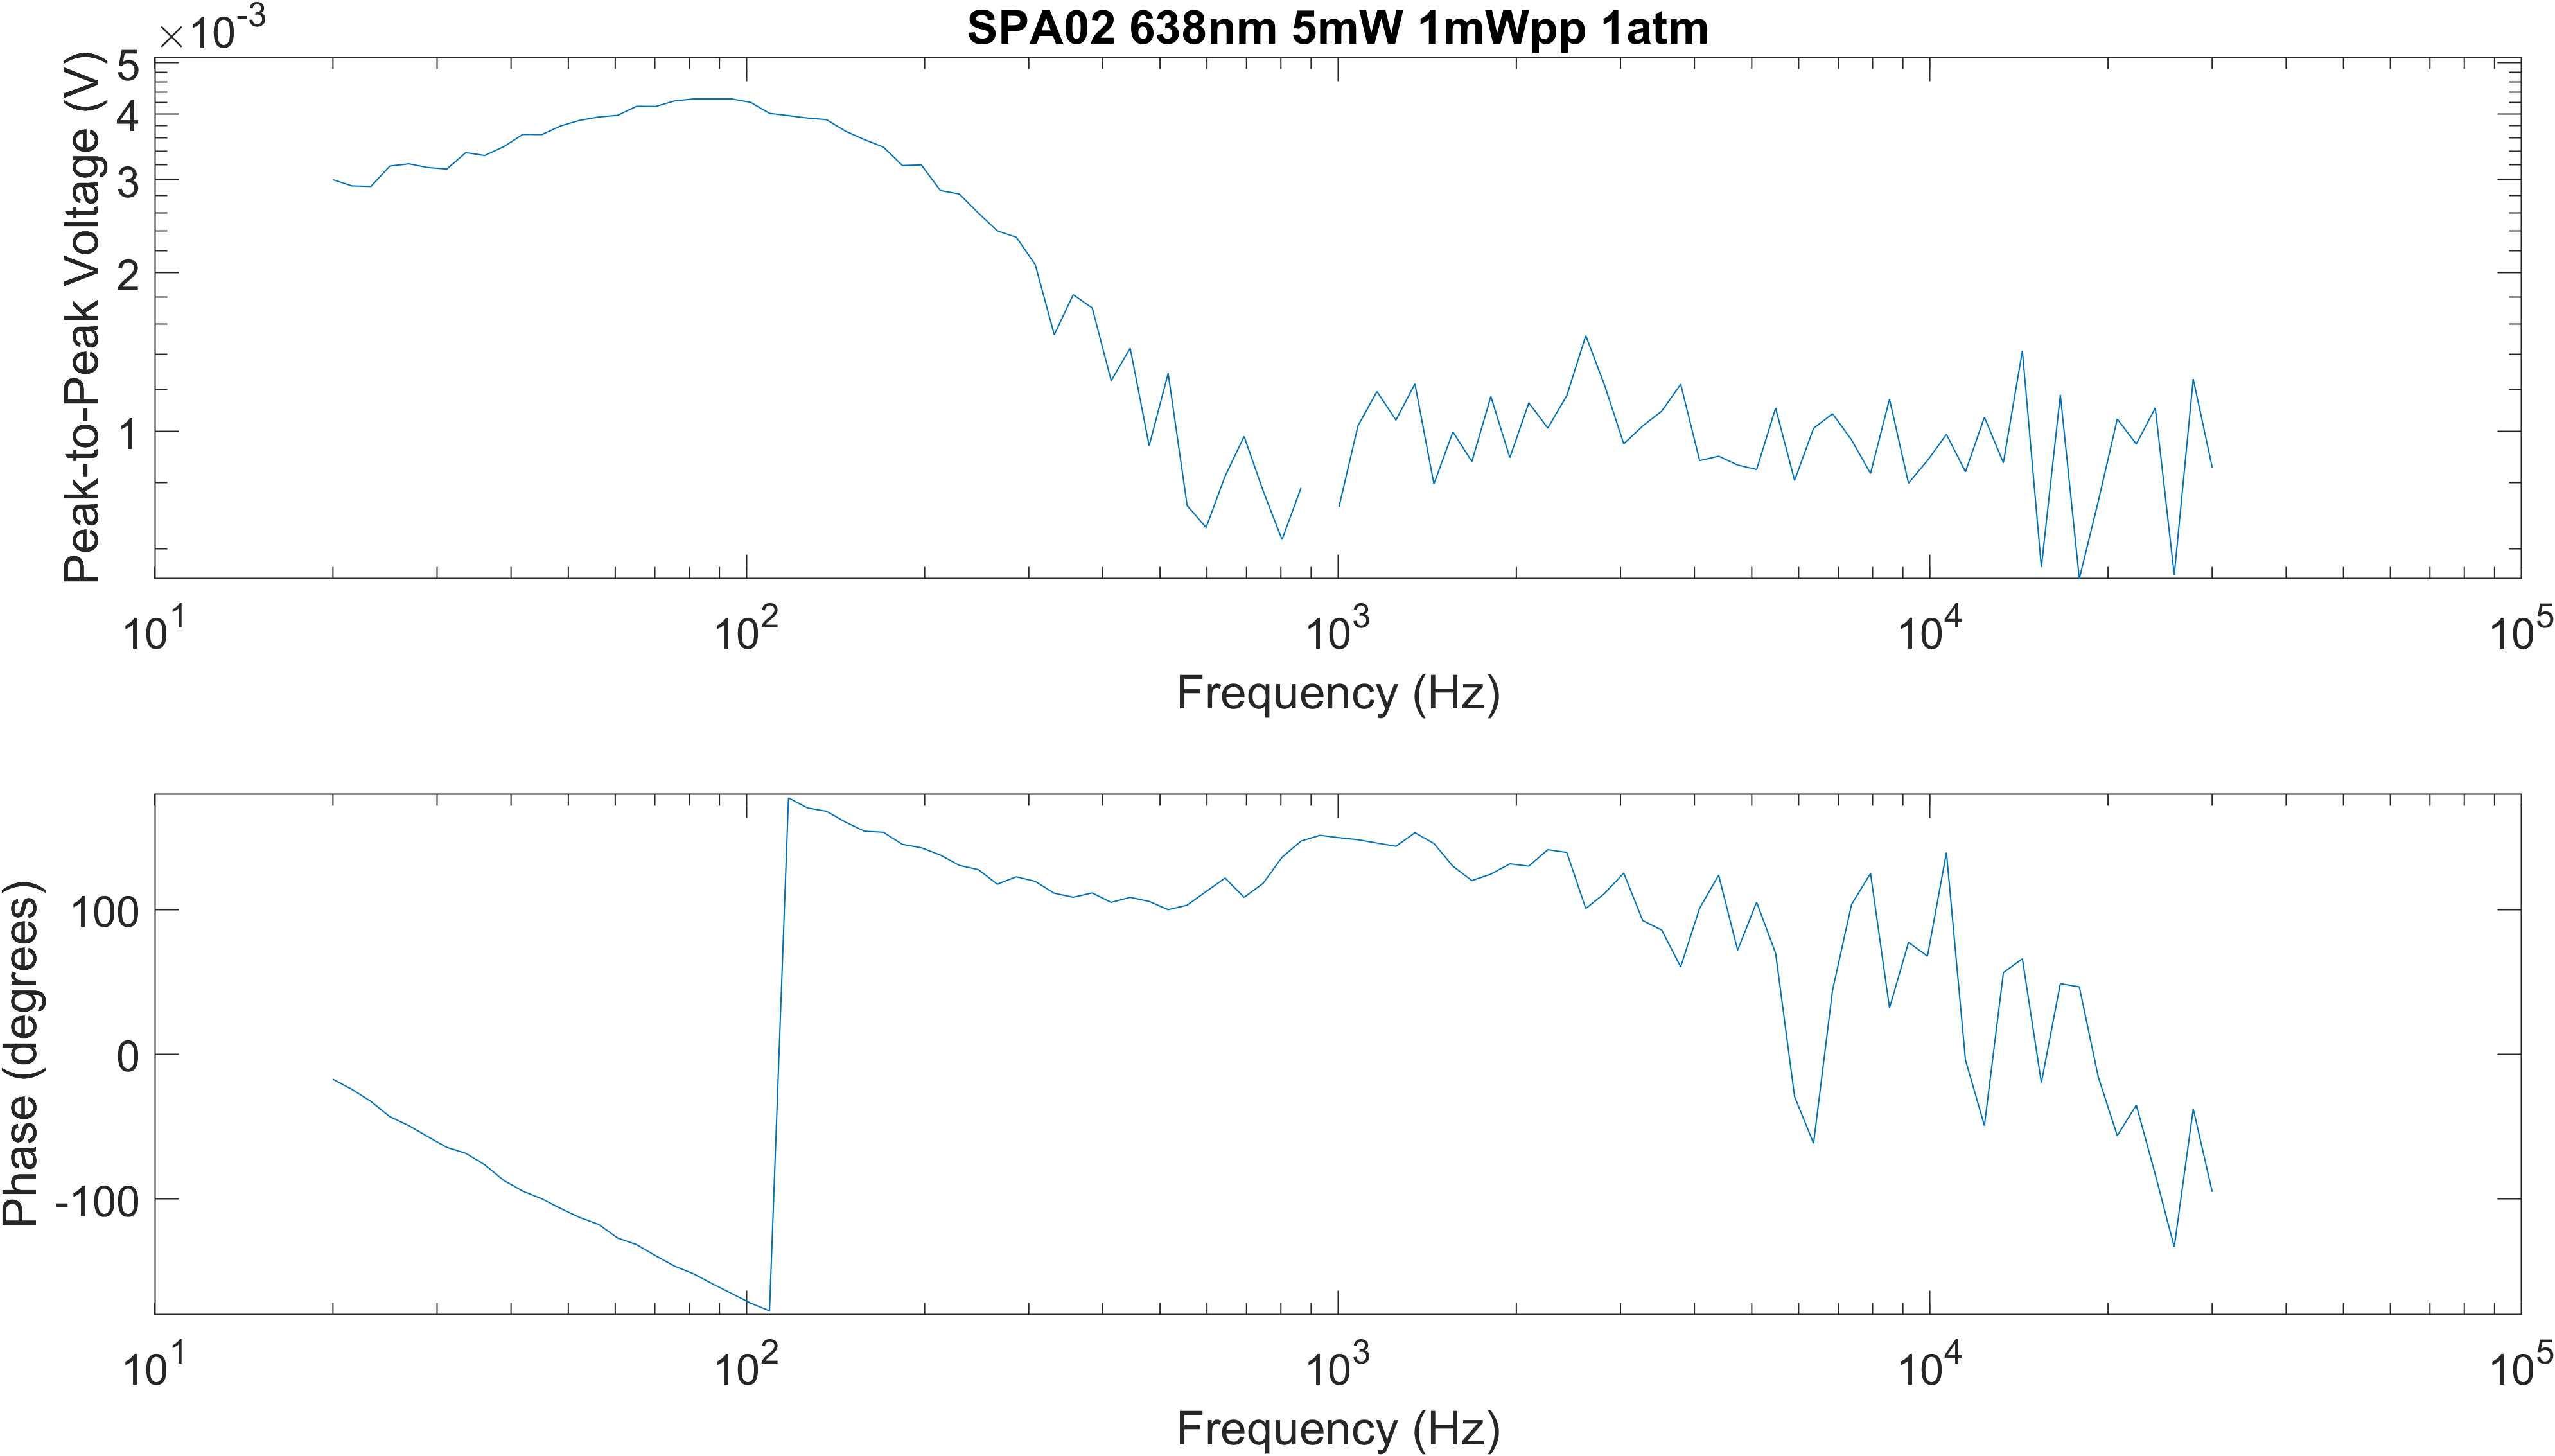 SPA02 638nm 5mW 1mWpp 1atm
×10-3
Peak-to-Peak Voltage (V)
5
4
3
2
1
101 102 103 104 105
Frequency (Hz)
Phase (degrees)
100
0
-100
101 102 103 104 105
Frequency (Hz)